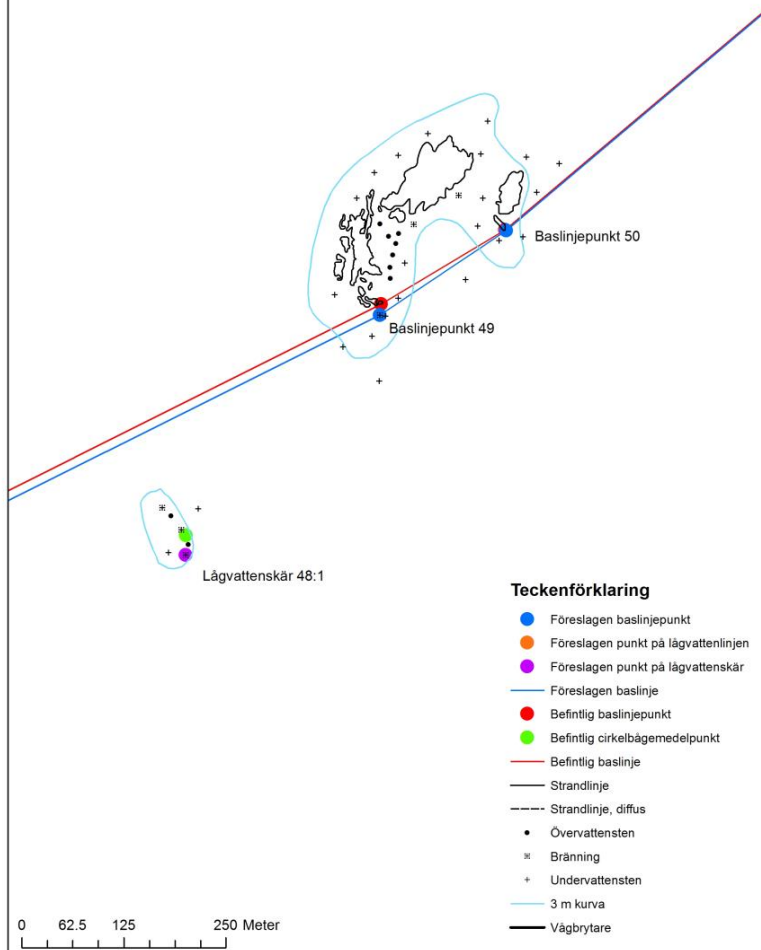 Baslinjepunkt 50
Baslinjepunkt 49
Lågvattenskär 48:1
Teckenförklaring
Föreslagen baslinjepunkt
Föreslagen punkt på lågvattenlinjen
Föreslagen punkt på lågvattenskär
Föreslagen baslinje
Befintlig baslinjepunkt
Befintlig cirkelbågemedelpunkt
Befintlig baslinje
Strandlinje
Strandlinje, diffus
Övervattensten
Bränning
Undervattensten
3 m kurva
Vågbrytare
0 62.5 125 250 Meter